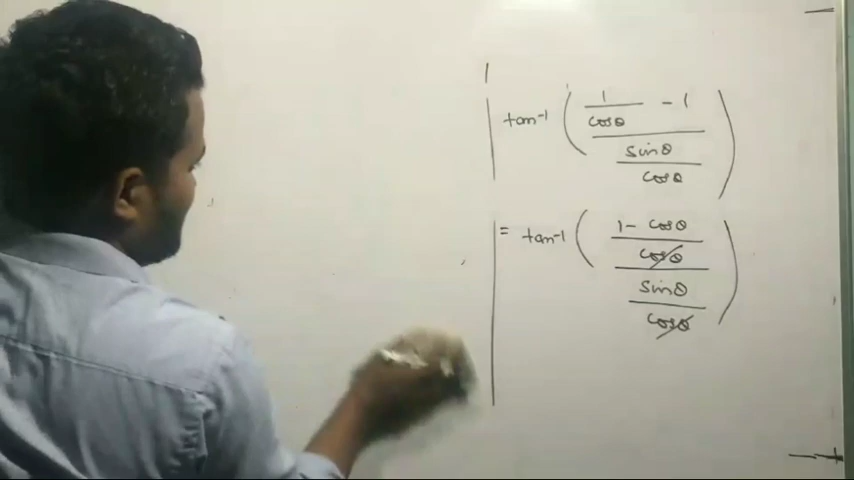 tan-1 ( 1
cosθ - 1
sinθ
cosθ )
= tan-1 ( 1 - cosθ
cosθ
sinθ
cosθ )